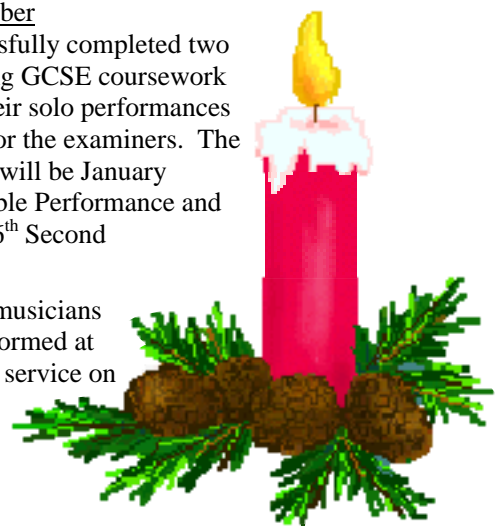 ber
sfully completed two
g GCSE coursework
eir solo performances
or the examiners. The
will be January
ble Performance and
5th Second
musicians
ormed at
service on